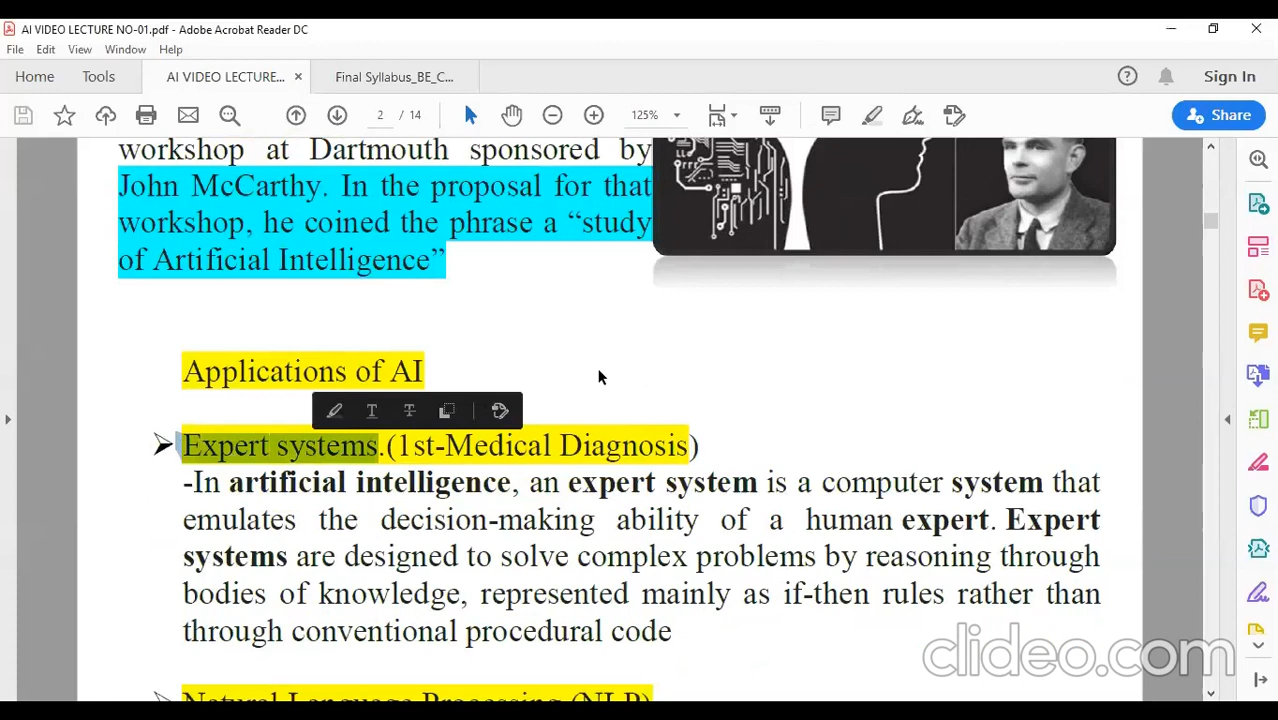 AI VIDEO LECTURE NO-01.pdf - Adobe Acrobat Reader DC
File Edit View Window Help
Home Tools AI VIDEO LECTURE... × Final Syllabus_BE_C... Sign In
2 / 14 125% Share
workshop at Dartmouth sponsored by
John McCarthy. In the proposal for that
workshop, he coined the phrase a “study
of Artificial Intelligence”
Applications of AI
Expert systems.(1st-Medical Diagnosis)
-In artificial intelligence, an expert system is a computer system that
emulates the decision-making ability of a human expert. Expert
systems are designed to solve complex problems by reasoning through
bodies of knowledge, represented mainly as if-then rules rather than
through conventional procedural code
clideo.com
Natural Language Processing (NLP)